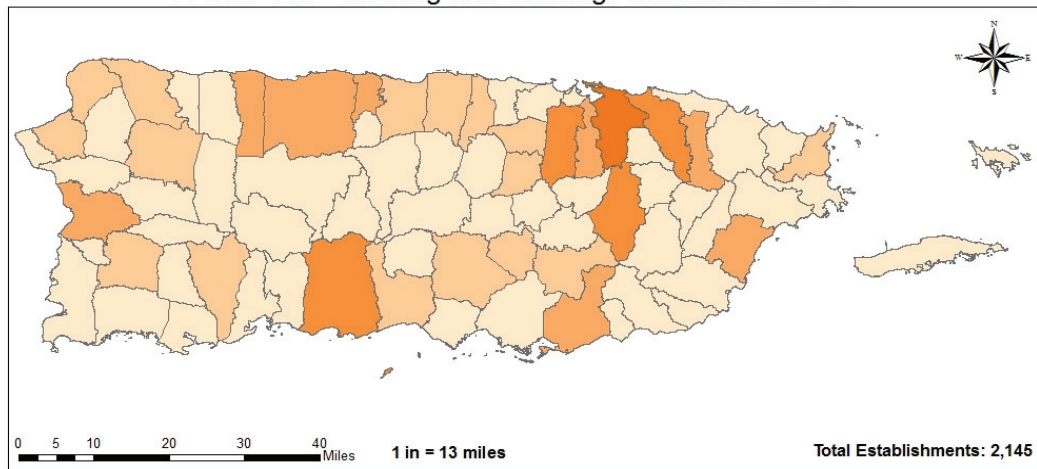 N
W E
S
0 5 10 20 30 40
Miles
1 in = 13 miles
Total Establishments: 2,145